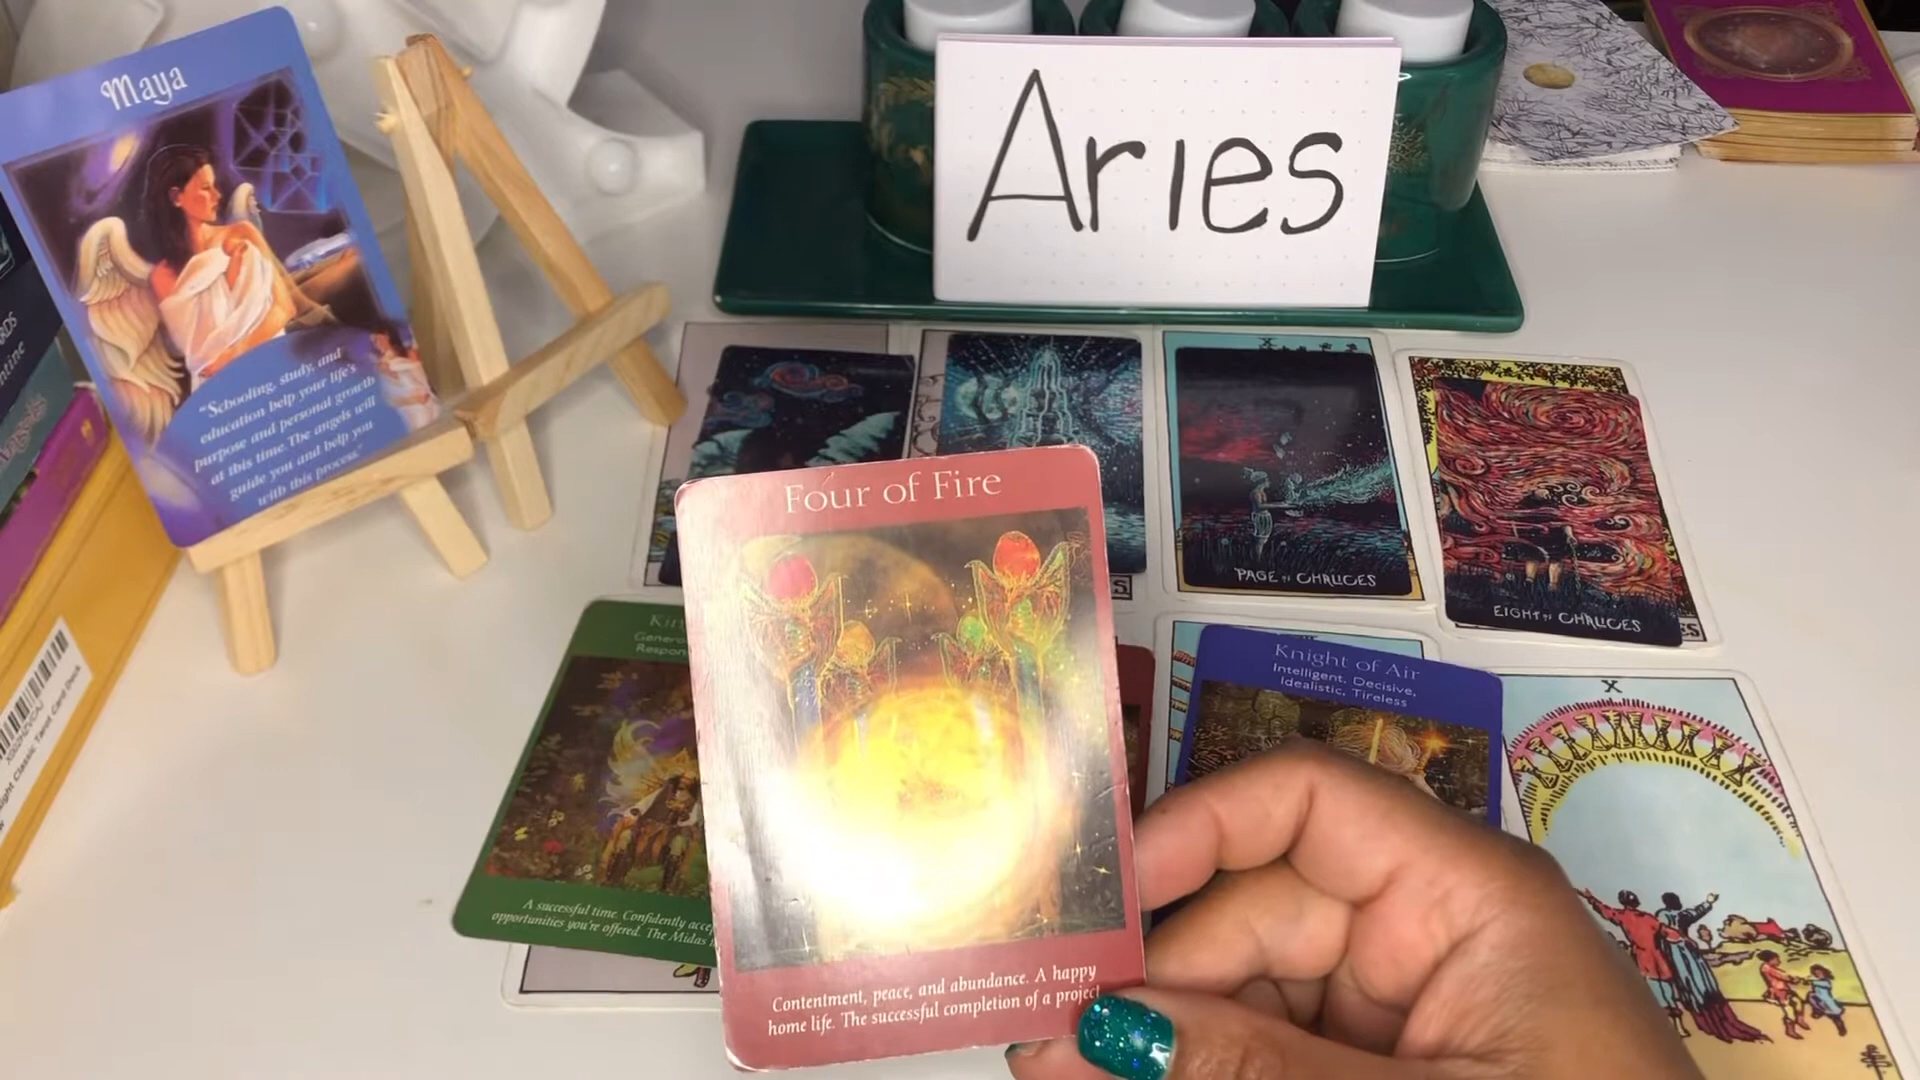 Maya
"Schooling, study, and
education help your life's
purpose and personal growth
at this time. The angels will
guide you and help you
with this process."
Aries
X
PAGE of CHALICES
EIGHT of CHALICES
Four of Fire
Contentment, peace, and abundance. A happy
home life. The successful completion of a project
A successful time. Confidently
opportunities you're offered. The Midas
Knight of Air
Intelligent, Decisive,
Idealistic, Tireless
X